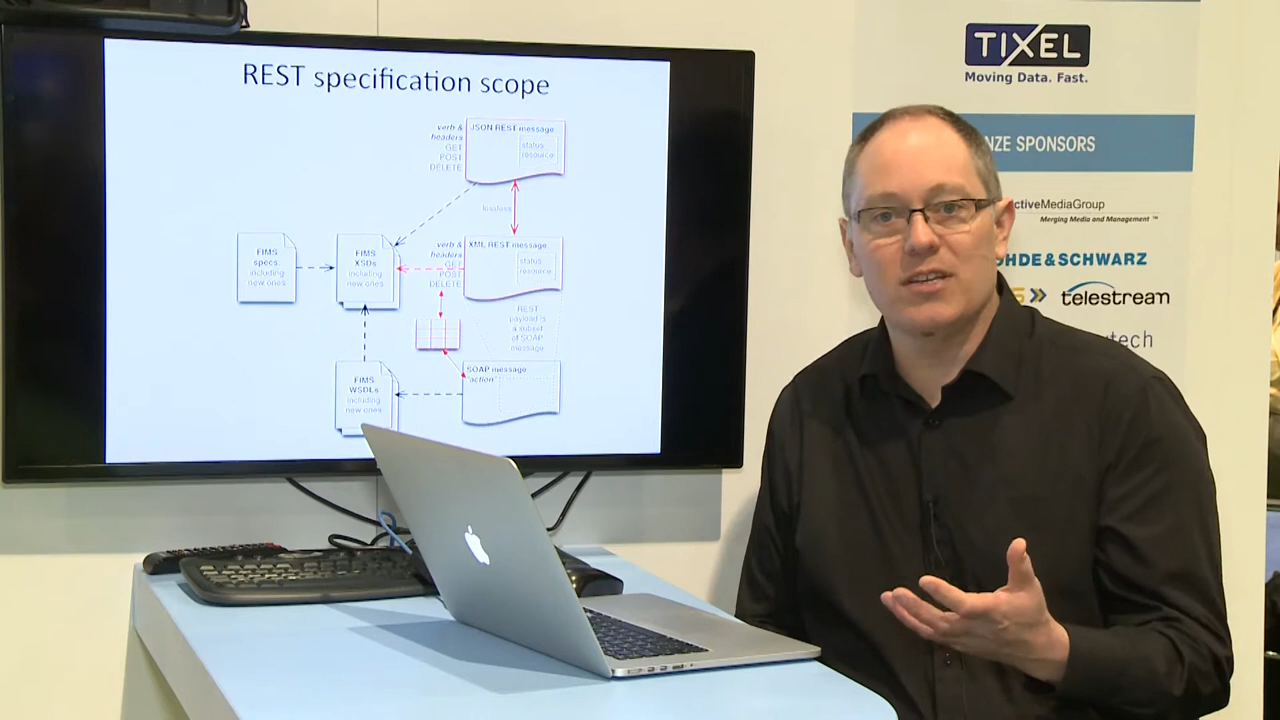 REST specification scope
verb &
headers
GET
POST
DELETE
JSON REST message
status
resource
lossless
FIMS
specs
including
new ones
FIMS
XSDs
including
new ones
verb &
headers
GET
POST
DELETE
XML REST message
status
resource
REST
payload is
a subset
of SOAP
message
FIMS
WSDLs
including
new ones
SOAP message
"action"
TIXEL
Moving Data. Fast.
NZE SPONSORS
ctiveMediaGroup
Merging Media and Management ™
HDE & SCHWARZ
telestream
tech